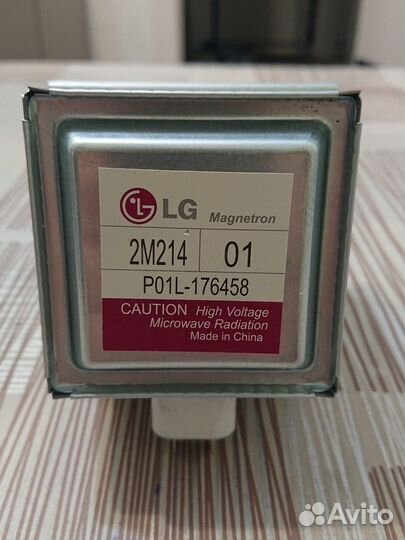 LG Magnetron
2M214 01
P01L-176458
CAUTION High Voltage
Microwave Radiation
Made in China
Avito